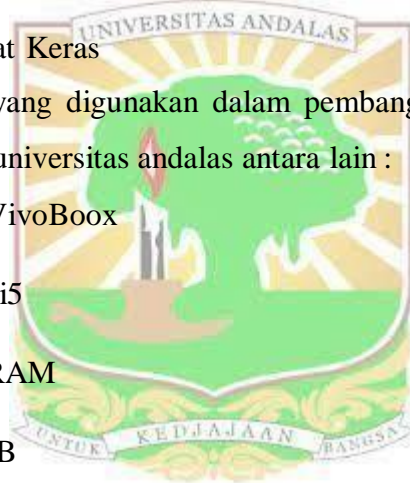 UNIVERSITAS ANDALAS
at Keras
yang digunakan dalam pembang
universitas andalas antara lain :
VivoBoox
i5
RAM
UNTUK KEDJAJAAN BANGSA
B